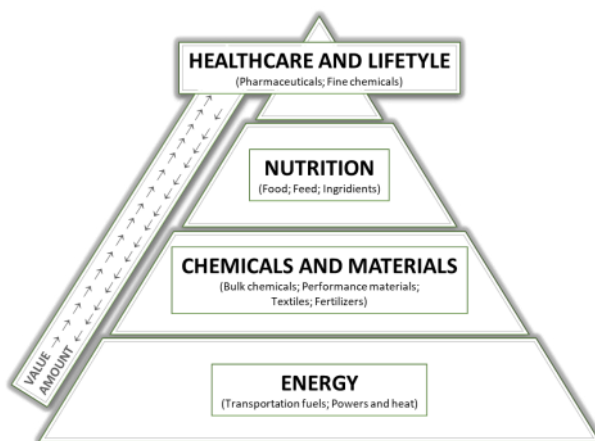 HEALTHCARE AND LIFETYLE
(Pharmaceuticals; Fine chemicals)
NUTRITION
(Food; Feed; Ingridients)
CHEMICALS AND MATERIALS
(Bulk chemicals; Performance materials;
Textiles; Fertilizers)
VALUE → → → → → → → → → → → → → → → → →
AMOUNT ← ← ← ← ← ← ← ← ← ← ← ← ← ← ← ←
ENERGY
(Transportation fuels; Powers and heat)